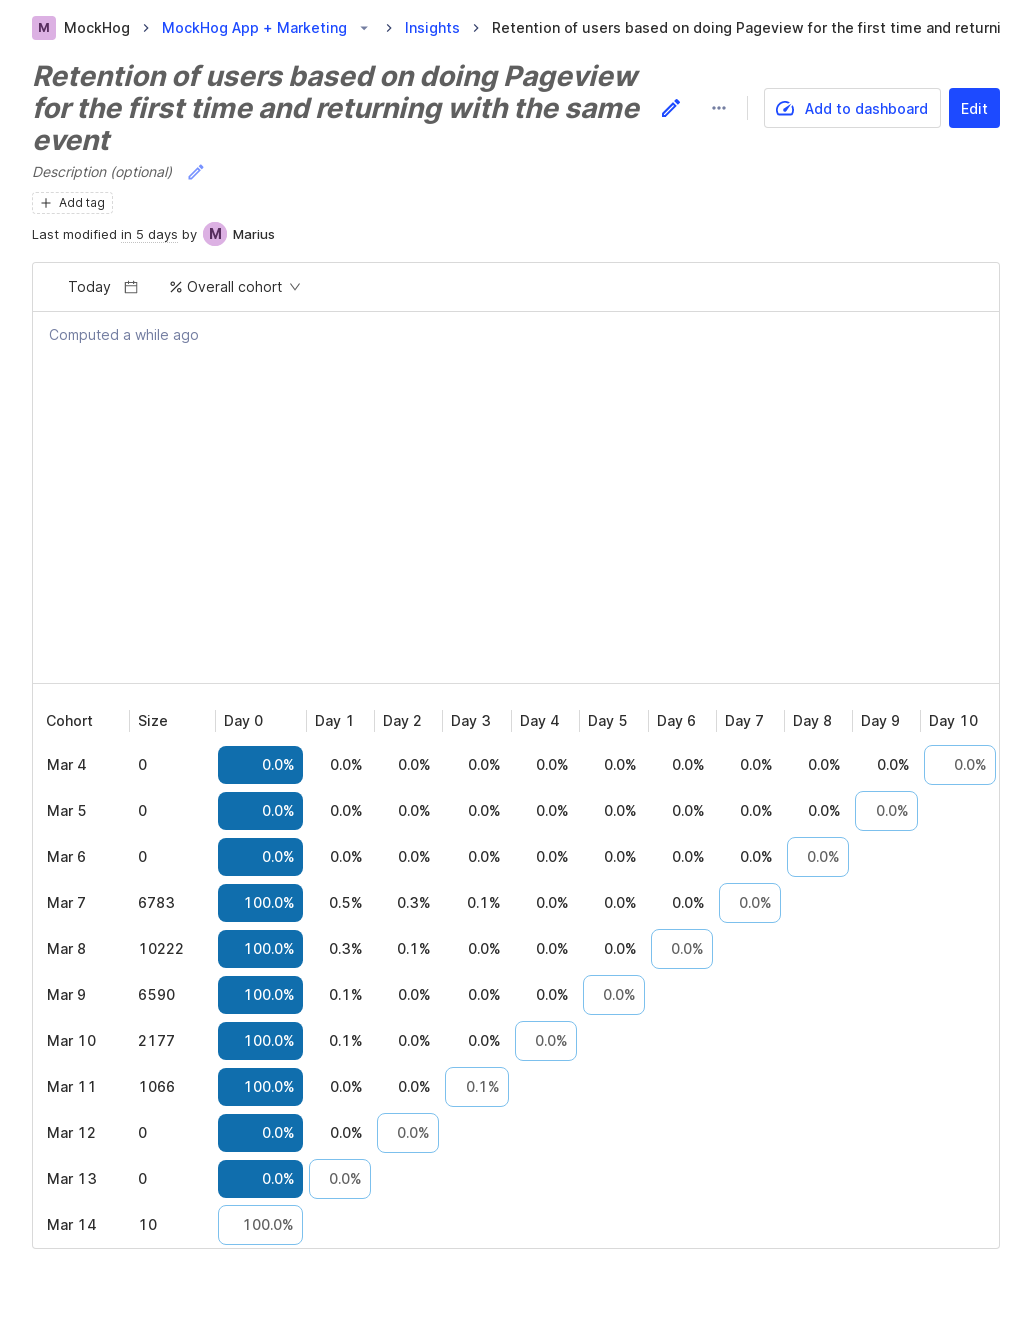 M MockHog MockHog App + Marketing Insights Retention of users based on doing Pageview for the first time and returni
Retention of users based on doing Pageview
for the first time and returning with the same
event
Add to dashboard Edit
Description (optional)
Add tag
Last modified in 5 days by M Marius
Today Overall cohort
Computed a while ago
Cohort Size Day 0 Day 1 Day 2 Day 3 Day 4 Day 5 Day 6 Day 7 Day 8 Day 9 Day 10
Mar 4 0 0.0% 0.0% 0.0% 0.0% 0.0% 0.0% 0.0% 0.0% 0.0% 0.0% 0.0%
Mar 5 0 0.0% 0.0% 0.0% 0.0% 0.0% 0.0% 0.0% 0.0% 0.0% 0.0%
Mar 6 0 0.0% 0.0% 0.0% 0.0% 0.0% 0.0% 0.0% 0.0% 0.0%
Mar 7 6783 100.0% 0.5% 0.3% 0.1% 0.0% 0.0% 0.0% 0.0%
Mar 8 10222 100.0% 0.3% 0.1% 0.0% 0.0% 0.0% 0.0%
Mar 9 6590 100.0% 0.1% 0.0% 0.0% 0.0% 0.0%
Mar 10 2177 100.0% 0.1% 0.0% 0.0% 0.0%
Mar 11 1066 100.0% 0.0% 0.0% 0.1%
Mar 12 0 0.0% 0.0% 0.0%
Mar 13 0 0.0% 0.0%
Mar 14 10 100.0%